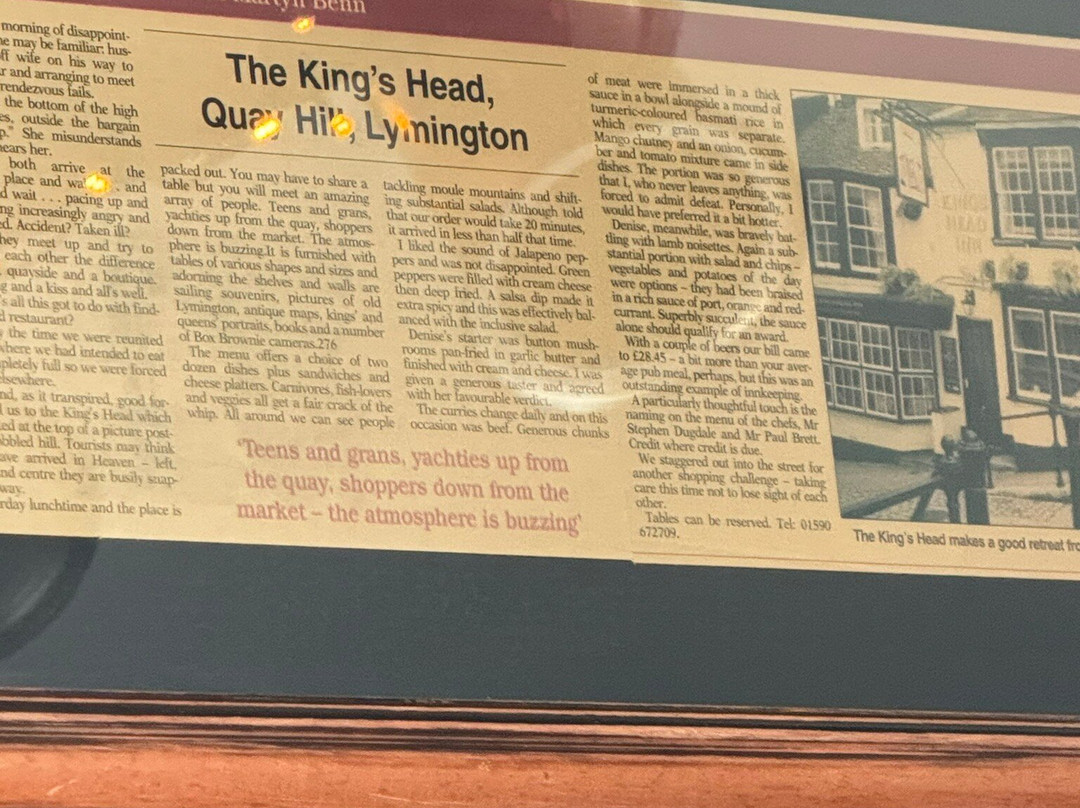 Martyn Benn
The King's Head,
Quay Hill, Lymington
morning of disappoint-
may be familiar: hus-
wife on his way to
and arranging to meet
rendezvous fails.
the bottom of the high
outside the bargain
She misunderstands
hears her.
both arrive at the
place and wait . . . and
wait . . . pacing up and
increasingly angry and
Accident? Taken ill?
they meet up and try to
each other the difference
quayside and a boutique.
and a kiss and all's well.
all this got to do with find-
restaurant?
the time we were reunited
where we had intended to eat
completely full so we were forced
elsewhere.
as it transpired, good for-
us to the King's Head which
at the top of a picture post-
cobbled hill. Tourists may think
have arrived in Heaven – left,
and centre they are busily snap-
way.
lunchtime and the place is
packed out. You may have to share a
table but you will meet an amazing
array of people. Teens and grans,
yachties up from the quay, shoppers
down from the market. The atmos-
phere is buzzing.It is furnished with
tables of various shapes and sizes and
adorning the shelves and walls are
sailing souvenirs, pictures of old
Lymington, antique maps, kings' and
queens' portraits, books and a number
of Box Brownie cameras.276
The menu offers a choice of two
dozen dishes plus sandwiches and
cheese platters. Carnivores, fish-lovers
and veggies all get a fair crack of the
whip. All around we can see people
tackling moule mountains and shift-
ing substantial salads. Although told
that our order would take 20 minutes,
it arrived in less than half that time.
I liked the sound of Jalapeno pep-
pers and was not disappointed. Green
peppers were filled with cream cheese
then deep fried. A salsa dip made it
extra spicy and this was effectively bal-
anced with the inclusive salad.
Denise's starter was button mush-
rooms pan-fried in garlic butter and
finished with cream and cheese. I was
given a generous taster and agreed
with her favourable verdict.
The curries change daily and on this
occasion was beef. Generous chunks
'Teens and grans, yachties up from
the quay, shoppers down from the
market – the atmosphere is buzzing'
of meat were immersed in a thick
sauce in a bowl alongside a mound of
turmeric-coloured basmati rice in
which every grain was separate.
Mango chutney and an onion, cucum-
ber and tomato mixture came in side
dishes. The portion was so generous
that I, who never leaves anything, was
forced to admit defeat. Personally, I
would have preferred it a bit hotter.
Denise, meanwhile, was bravely bat-
tling with lamb noisettes. Again a sub-
stantial portion with salad and chips –
vegetables and potatoes of the day
were options – they had been braised
in a rich sauce of port, orange and red-
currant. Superbly succulent, the sauce
alone should qualify for an award.
With a couple of beers our bill came
to £28.45 – a bit more than your aver-
age pub meal, perhaps, but this was an
outstanding example of innkeeping.
A particularly thoughtful touch is the
naming on the menu of the chefs, Mr
Stephen Dugdale and Mr Paul Brett.
Credit where credit is due.
We staggered out into the street for
another shopping challenge – taking
care this time not to lose sight of each
other.
Tables can be reserved. Tel: 01590
672709.
The King's Head makes a good retreat